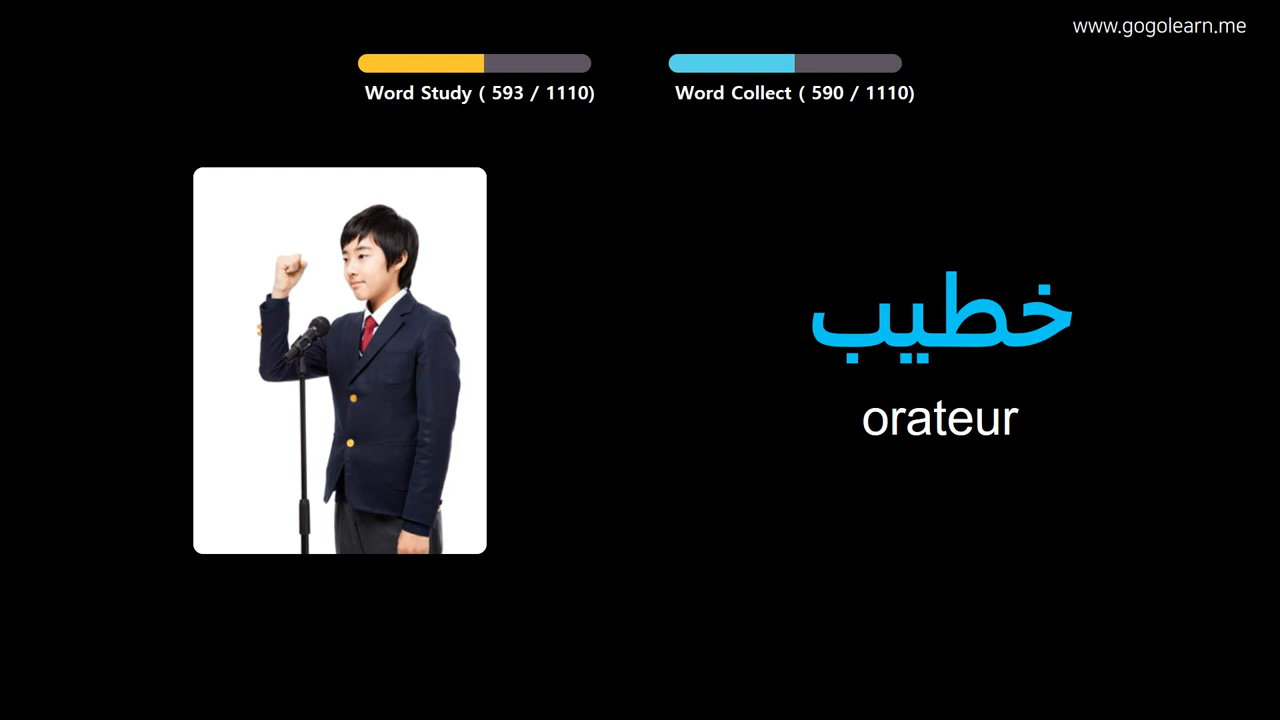 www.gogolearn.me
Word Study ( 593 / 1110)
Word Collect ( 590 / 1110)
خطيب
orateur